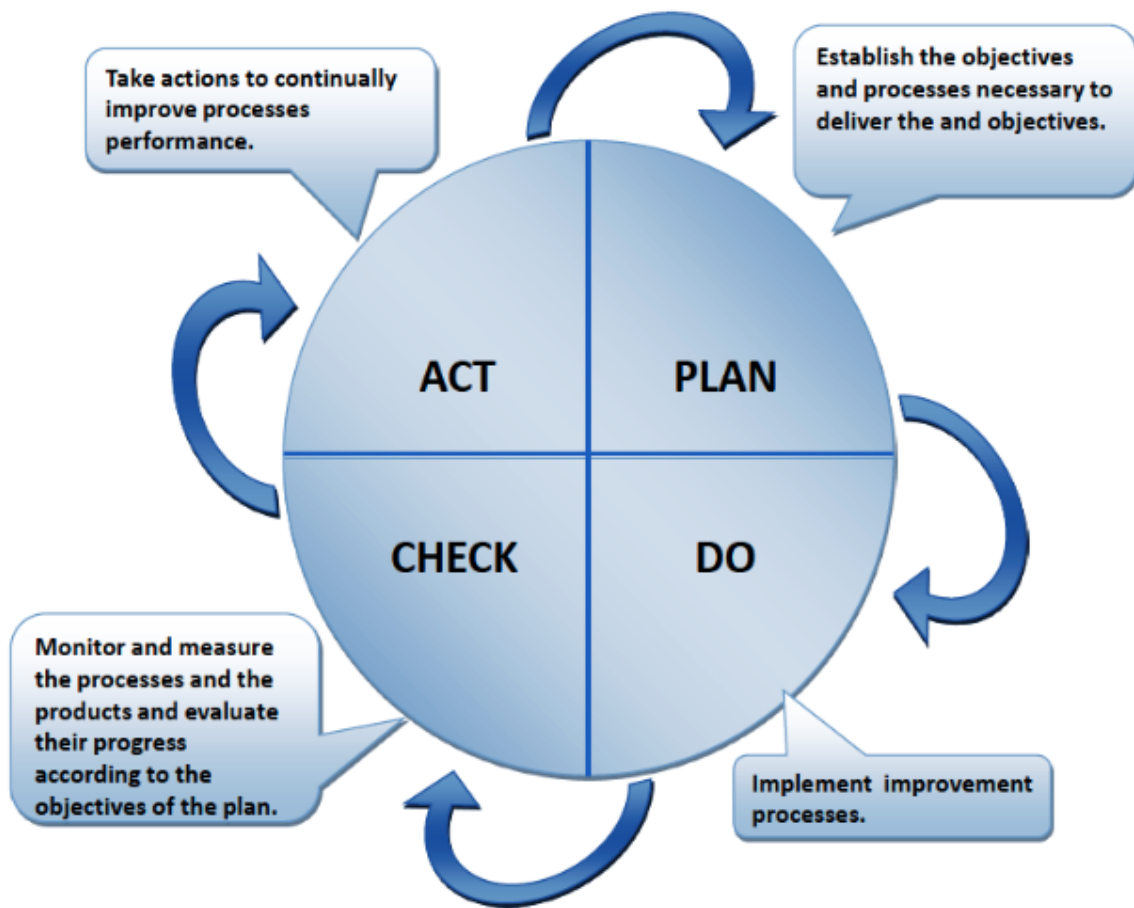 Take actions to continually
improve processes
performance.
Establish the objectives
and processes necessary to
deliver the and objectives.
ACT
PLAN
CHECK
DO
Monitor and measure
the processes and the
products and evaluate
their progress
according to the
objectives of the plan.
Implement improvement
processes.